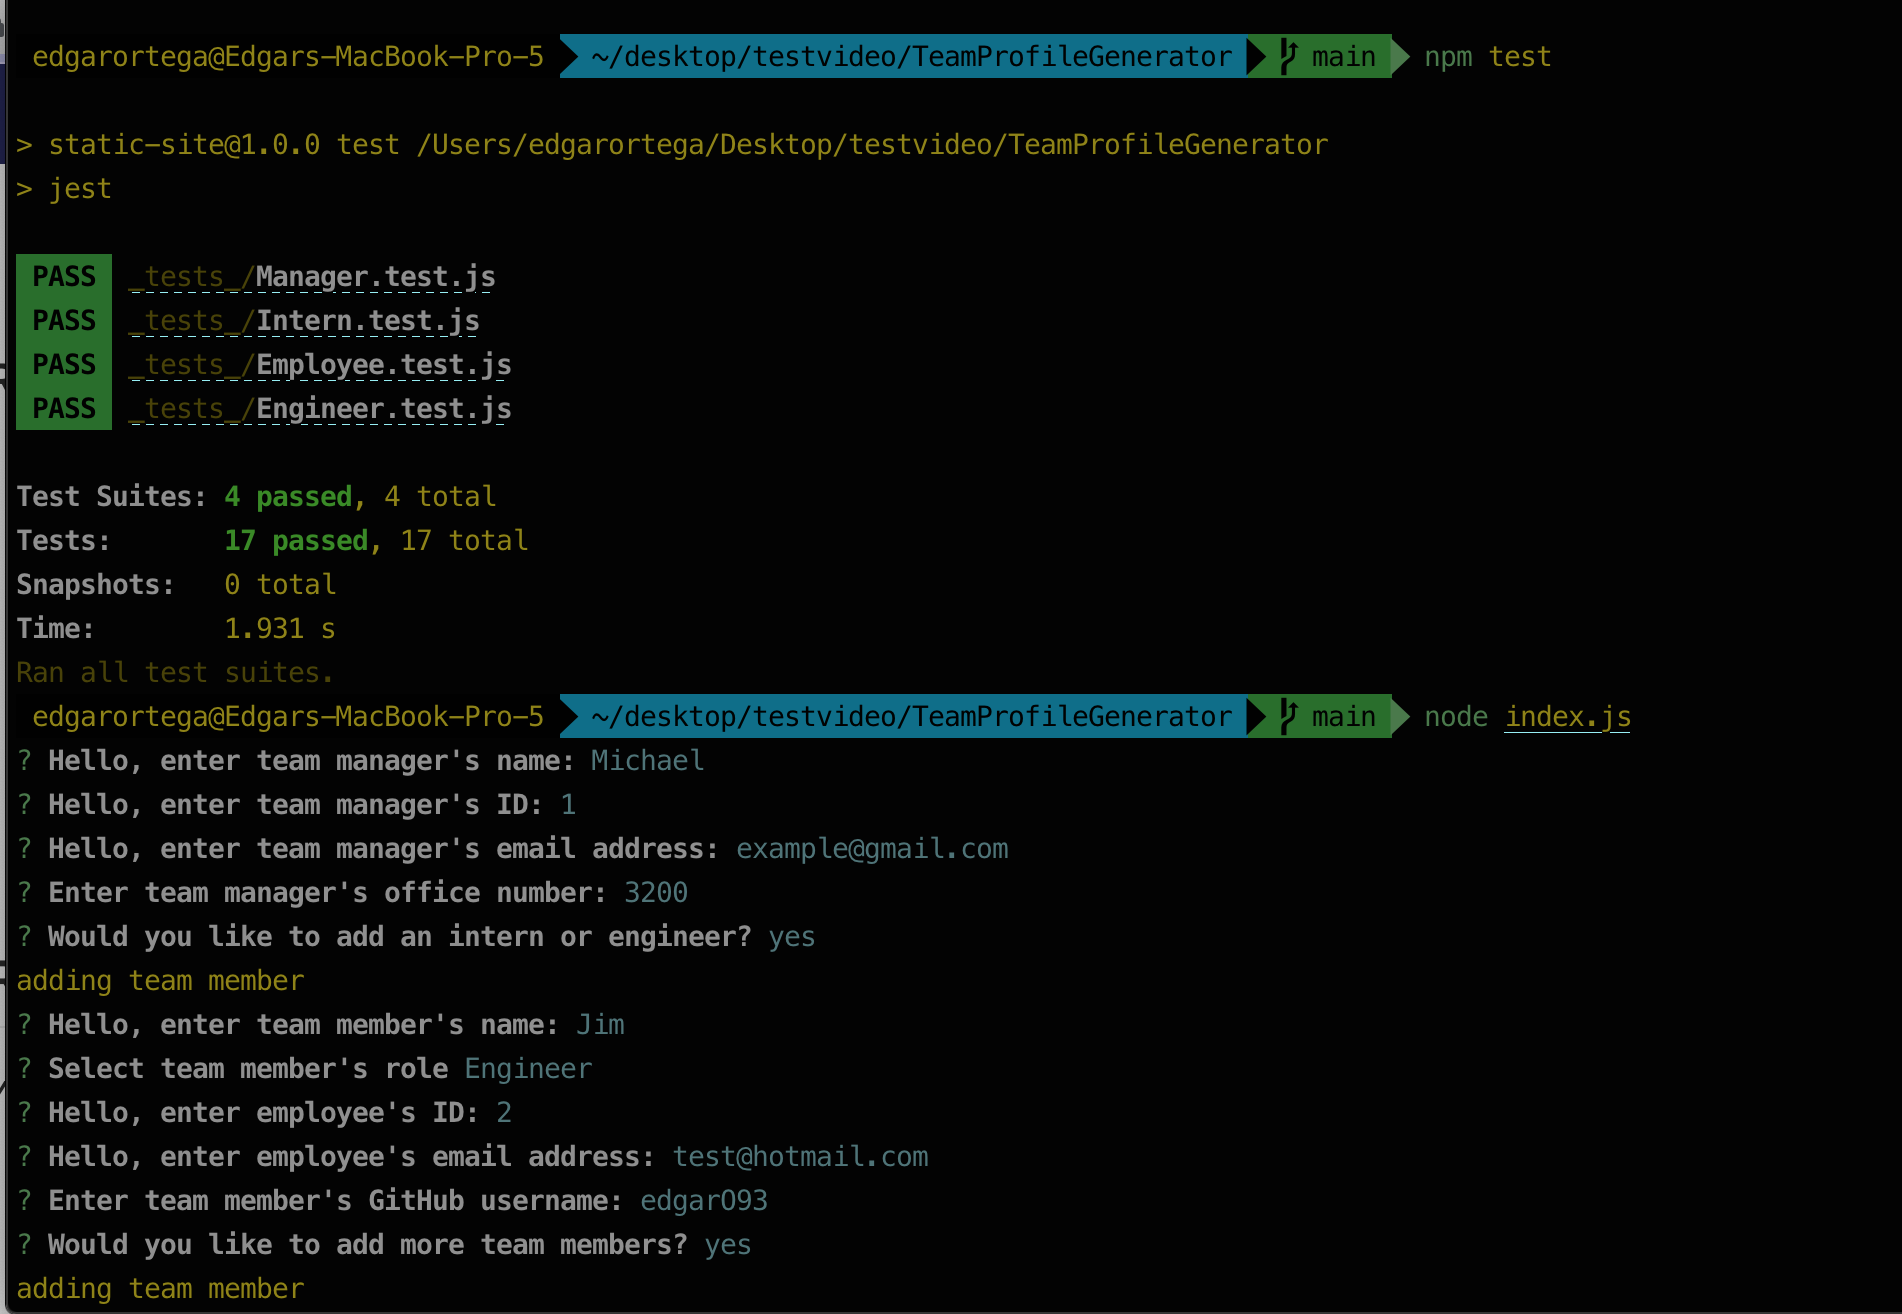 edgarortega@Edgars-MacBook-Pro-5 ~/desktop/testvideo/TeamProfileGenerator main npm test
> static-site@1.0.0 test /Users/edgarortega/Desktop/testvideo/TeamProfileGenerator
> jest
PASS _tests_/Manager.test.js
PASS _tests_/Intern.test.js
PASS _tests_/Employee.test.js
PASS _tests_/Engineer.test.js
Test Suites: 4 passed, 4 total
Tests: 17 passed, 17 total
Snapshots: 0 total
Time: 1.931 s
Ran all test suites.
edgarortega@Edgars-MacBook-Pro-5 ~/desktop/testvideo/TeamProfileGenerator main node index.js
? Hello, enter team manager's name: Michael
? Hello, enter team manager's ID: 1
? Hello, enter team manager's email address: example@gmail.com
? Enter team manager's office number: 3200
? Would you like to add an intern or engineer? yes
adding team member
? Hello, enter team member's name: Jim
? Select team member's role Engineer
? Hello, enter employee's ID: 2
? Hello, enter employee's email address: test@hotmail.com
? Enter team member's GitHub username: edgarO93
? Would you like to add more team members? yes
adding team member